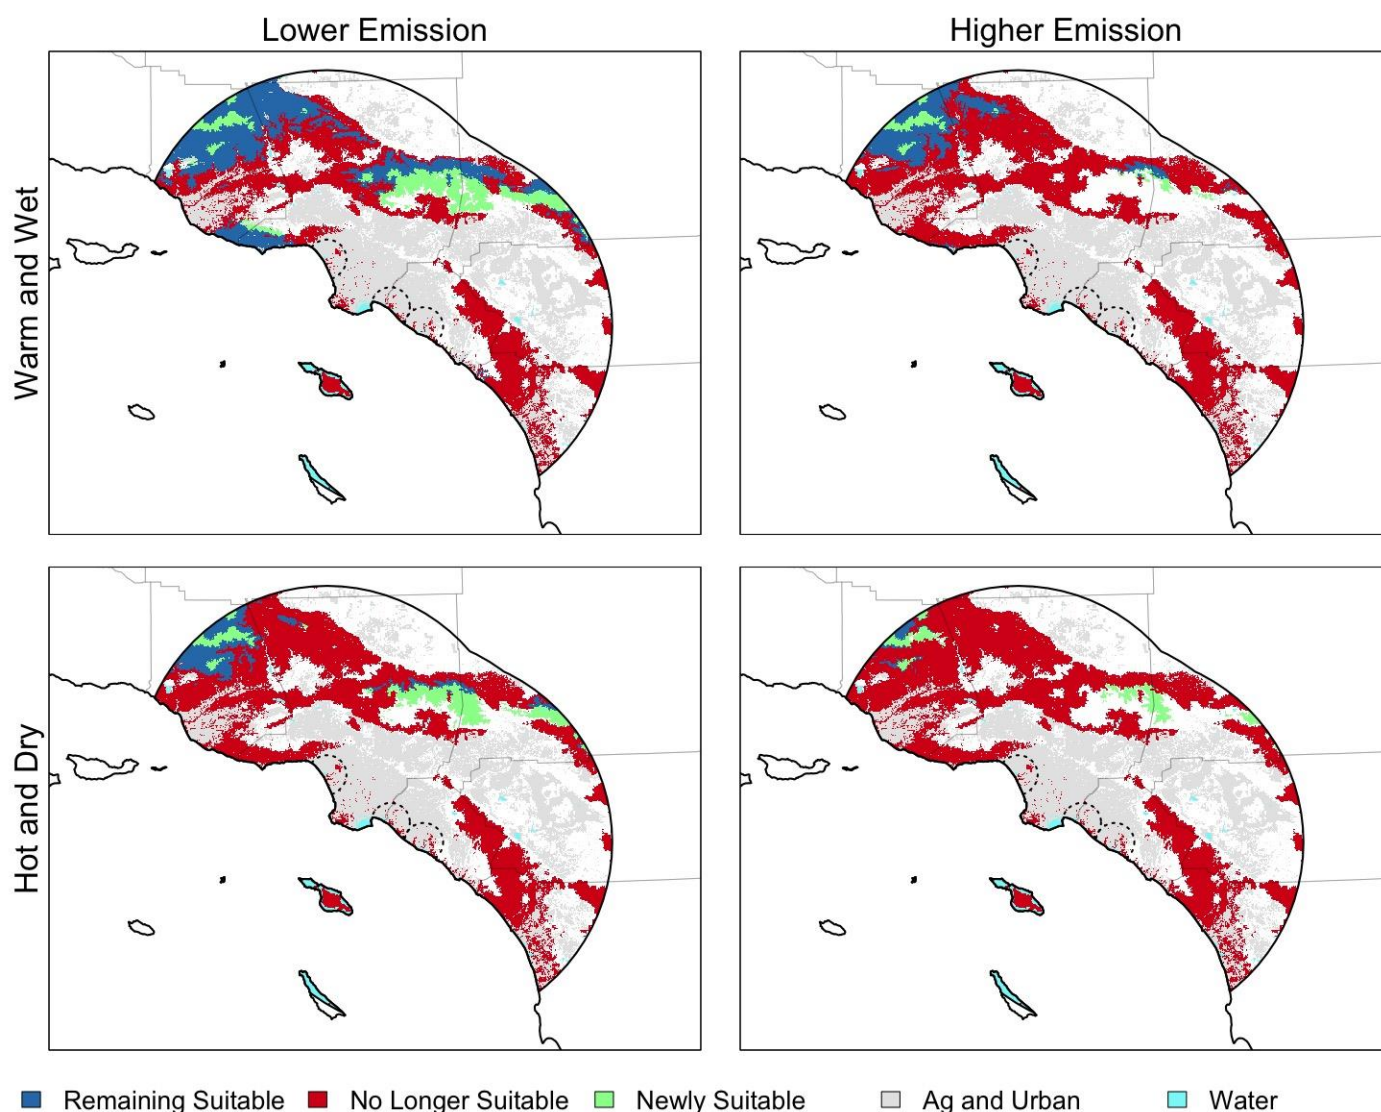 Lower Emission
Higher Emission
Warm and Wet
Hot and Dry
Remaining Suitable
No Longer Suitable
Newly Suitable
Ag and Urban
Water